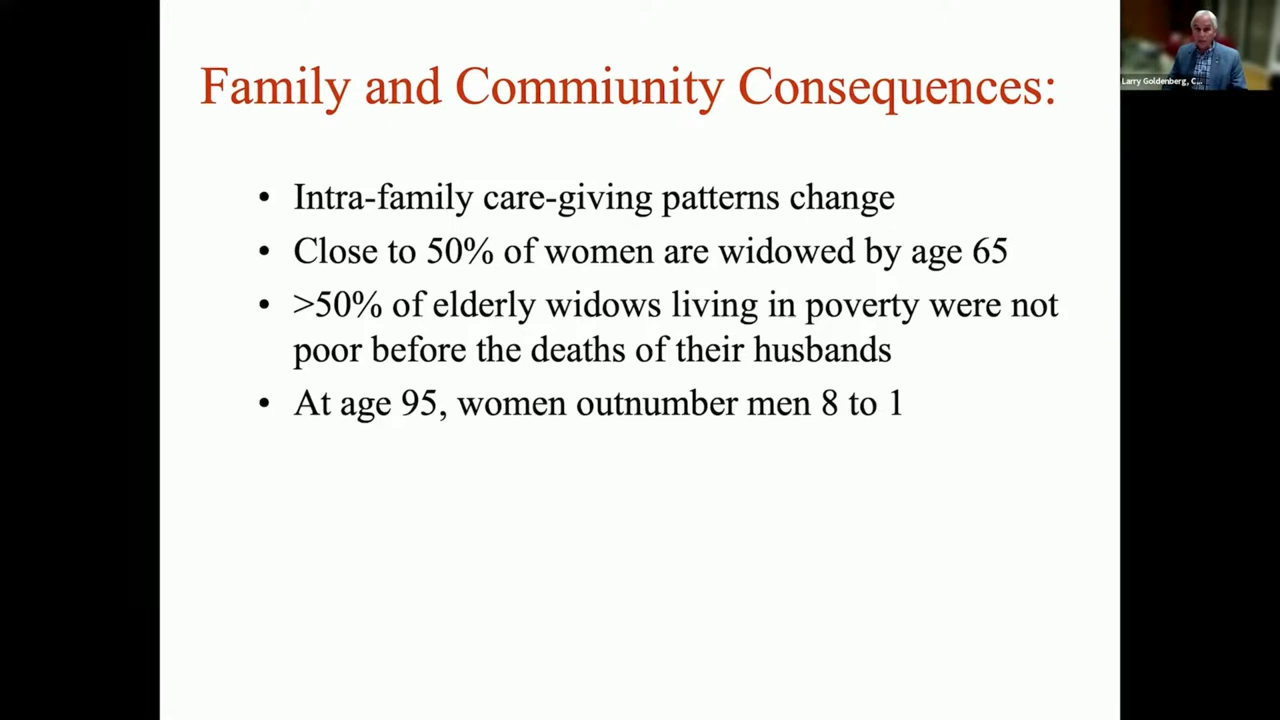 Family and Commiunity Consequences:
• Intra-family care-giving patterns change
• Close to 50% of women are widowed by age 65
• >50% of elderly widows living in poverty were not
poor before the deaths of their husbands
• At age 95, women outnumber men 8 to 1
Larry Goldenberg, C...